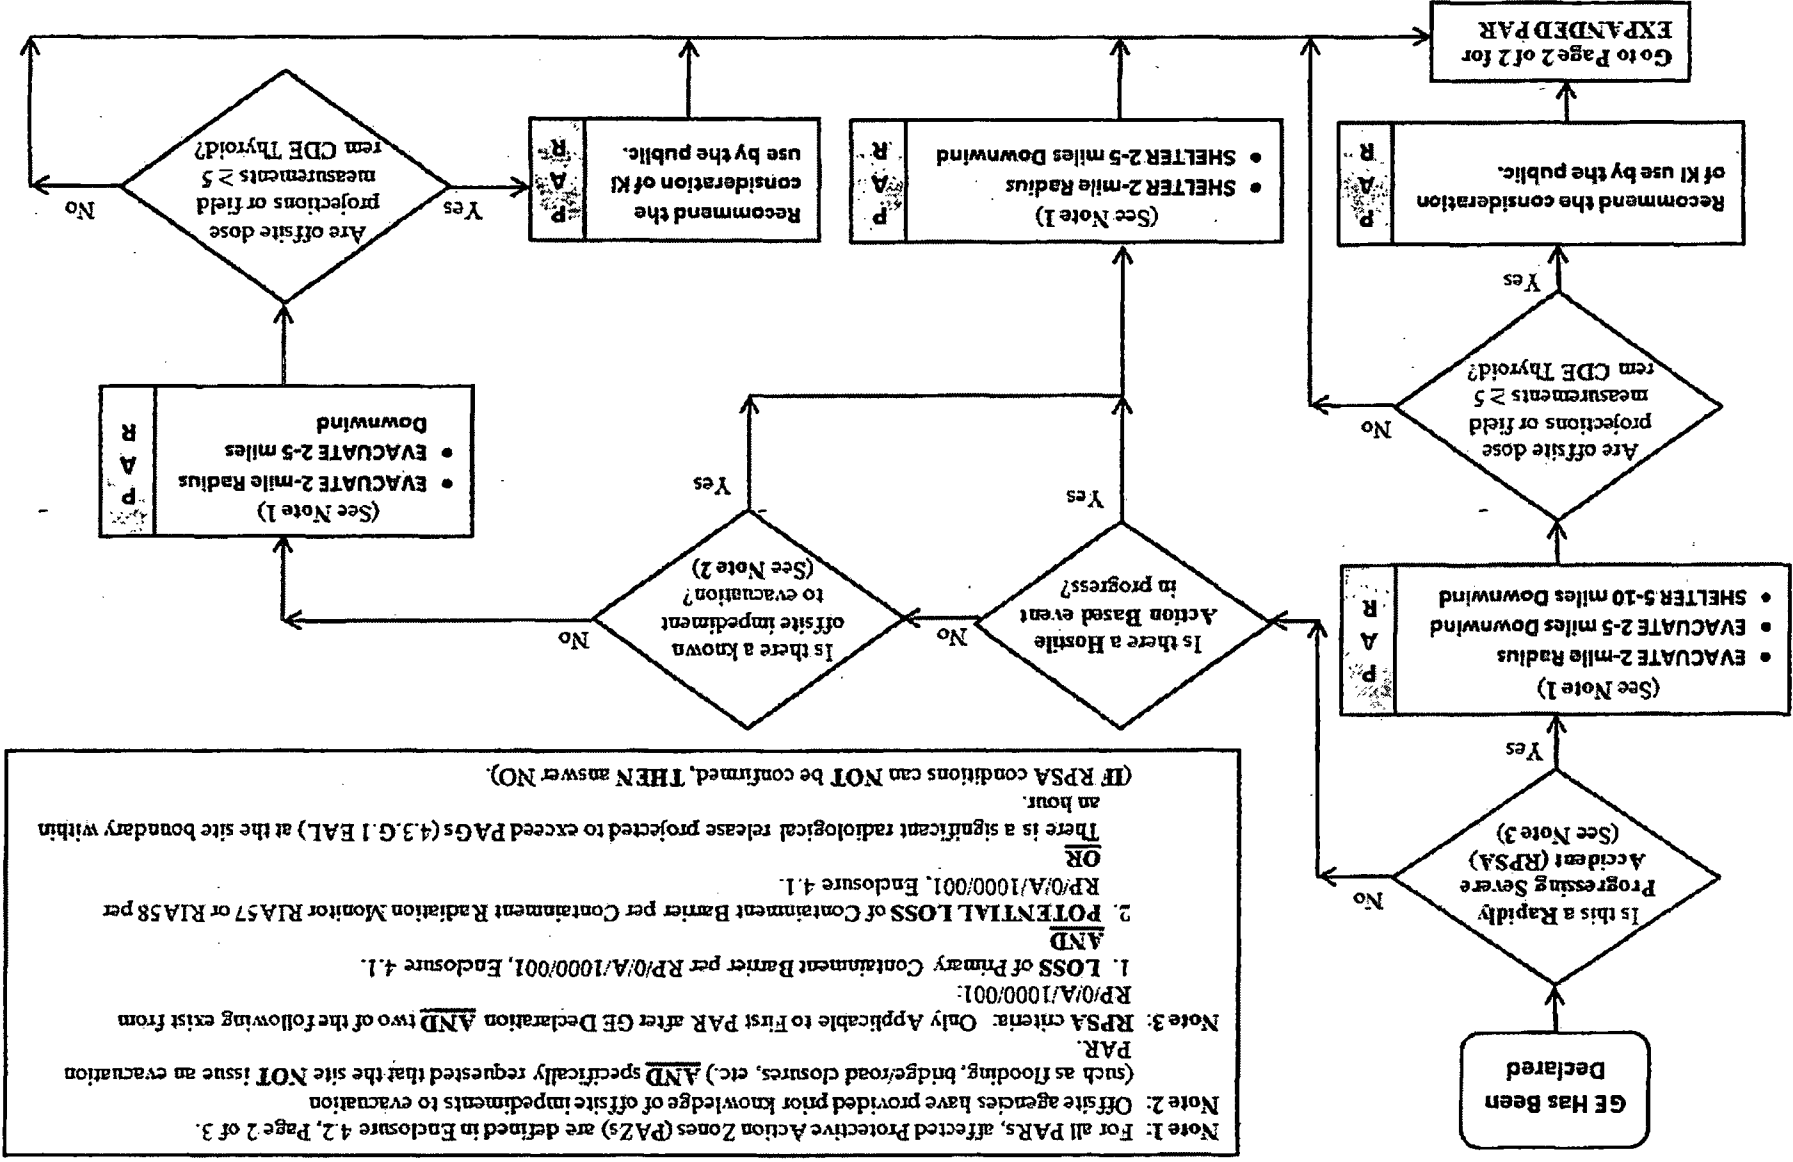 GE Has Been
Declared
Note 1: For all PARs, affected Protective Action Zones (PAZs) are defined in Enclosure 4.2, Page 2 of 3.
Note 2: Offsite agencies have provided prior knowledge of offsite impediments to evacuation
(such as flooding, bridge/road closures, etc.) AND specifically requested that the site NOT issue an evacuation
PAR.
Note 3: RPSA criteria: Only Applicable to First PAR after GE Declaration AND two of the following exist from
RP/0/A/1000/001:
1. LOSS of Primary Containment Barrier per RP/0/A/1000/001, Enclosure 4.1.
AND
2. POTENTIAL LOSS of Containment Barrier per Containment Radiation Monitor RIA 57 or RIA 58 per
RP/0/A/1000/001, Enclosure 4.1.
OR
There is a significant radiological release projected to exceed PAGs (4.3.G.1 EAL) at the site boundary within
an hour.
(IF RPSA conditions can NOT be confirmed, THEN answer NO).
Is this a Rapidly
Progressing Severe
Accident (RPSA)
(See Note 3)
No
Yes
(See Note 1)
• EVACUATE 2-mile Radius
• EVACUATE 2-5 miles Downwind
• SHELTER 5-10 miles Downwind
P
A
R
Is there a Hostile
Action Based event
in progress?
No
Yes
Is there a known
offsite impediment
to evacuation?
(See Note 2)
No
Yes
(See Note 1)
• EVACUATE 2-mile Radius
• EVACUATE 2-5 miles
Downwind
P
A
R
Are offsite dose
projections or field
measurements ≥ 5
rem CDE Thyroid?
No
Yes
Recommend the consideration
of KI use by the public.
P
A
R
(See Note 1)
• SHELTER 2-mile Radius
• SHELTER 2-5 miles Downwind
P
A
R
Recommend the
consideration of KI
use by the public.
P
A
R
Are offsite dose
projections or field
measurements ≥ 5
rem CDE Thyroid?
Yes
No
Go to Page 2 of 2 for
EXPANDED PAR